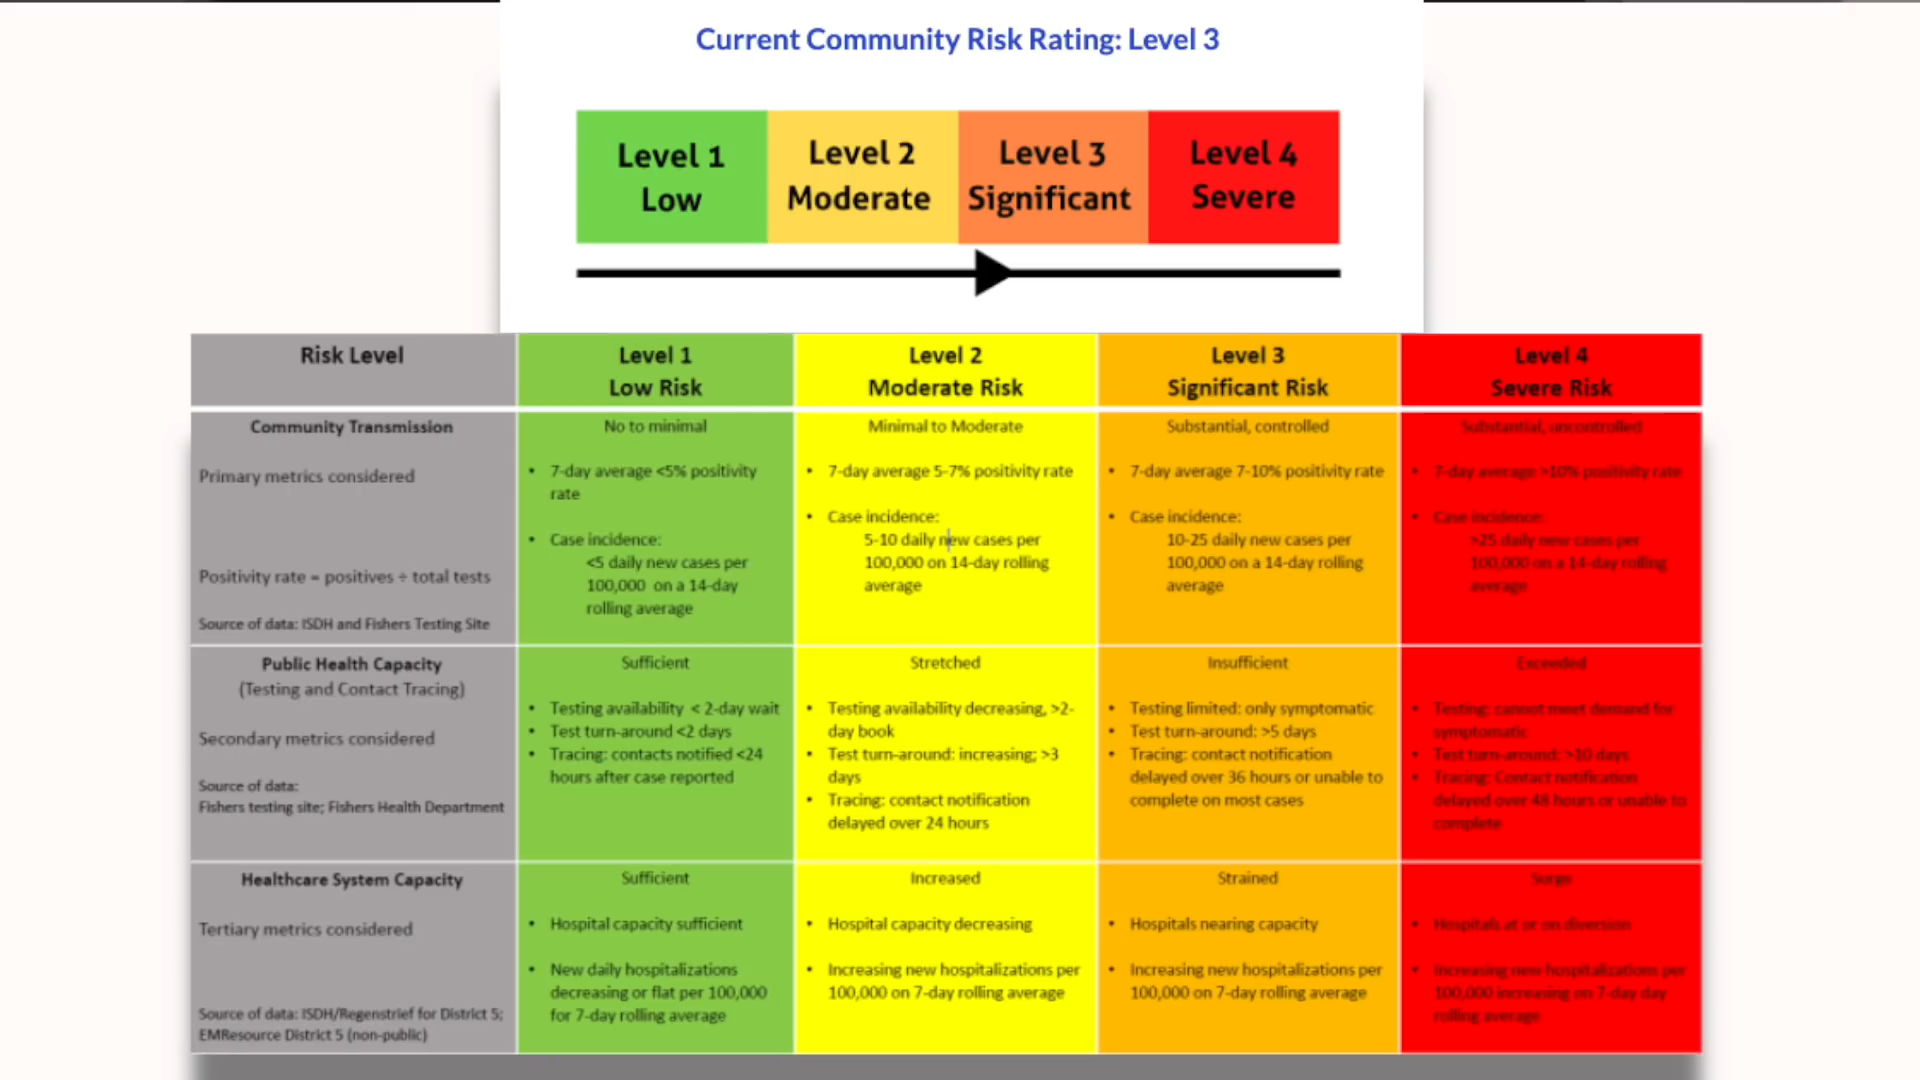 Current Community Risk Rating: Level 3
Level 1
Low
Level 2
Moderate
Level 3
Significant
Level 4
Severe
Risk Level
Level 1
Low Risk
Level 2
Moderate Risk
Level 3
Significant Risk
Level 4
Severe Risk
Community Transmission
Primary metrics considered
Positivity rate = positives ÷ total tests
Source of data: ISDH and Fishers Testing Site
No to minimal
• 7-day average <5% positivity
rate
• Case incidence:
<5 daily new cases per
100,000 on a 14-day
rolling average
Minimal to Moderate
• 7-day average 5-7% positivity rate
• Case incidence:
5-10 daily new cases per
100,000 on 14-day rolling
average
Substantial, controlled
• 7-day average 7-10% positivity rate
• Case incidence:
10-25 daily new cases per
100,000 on a 14-day rolling
average
Substantial, uncontrolled
• 7-day average >10% positivity rate
• Case incidence:
>25 daily new cases per
100,000 on a 14-day rolling
average
Public Health Capacity
(Testing and Contact Tracing)
Secondary metrics considered
Source of data:
Fishers testing site; Fishers Health Department
Sufficient
• Testing availability < 2-day wait
• Test turn-around <2 days
• Tracing: contacts notified <24
hours after case reported
Stretched
• Testing availability decreasing, >2-
day book
• Test turn-around: increasing; >3
days
• Tracing: contact notification
delayed over 24 hours
Insufficient
• Testing limited: only symptomatic
• Test turn-around: >5 days
• Tracing: contact notification
delayed over 36 hours or unable to
complete on most cases
Exceeded
• Testing: cannot meet demand for
symptomatic
• Test turn-around: >10 days
• Tracing: Contact notification
delayed over 48 hours or unable to
complete
Healthcare System Capacity
Tertiary metrics considered
Source of data: ISDH/Regenstrief for District 5;
EMResource District 5 (non-public)
Sufficient
• Hospital capacity sufficient
• New daily hospitalizations
decreasing or flat per 100,000
for 7-day rolling average
Increased
• Hospital capacity decreasing
• Increasing new hospitalizations per
100,000 on 7-day rolling average
Strained
• Hospitals nearing capacity
• Increasing new hospitalizations per
100,000 on 7-day rolling average
Surge
• Hospitals at or on diversion
• Increasing new hospitalizations per
100,000 increasing on 7-day day
rolling average